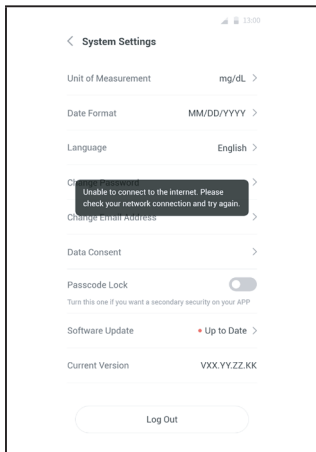 13:00
System Settings
Unit of Measurement mg/dL
Date Format MM/DD/YYYY
Language English
Change Password
Unable to connect to the internet. Please
check your network connection and try again.
Change Email Address
Data Consent
Passcode Lock
Turn this one if you want a secondary security on your APP
Software Update Up to Date
Current Version VXX.YY.ZZ.KK
Log Out